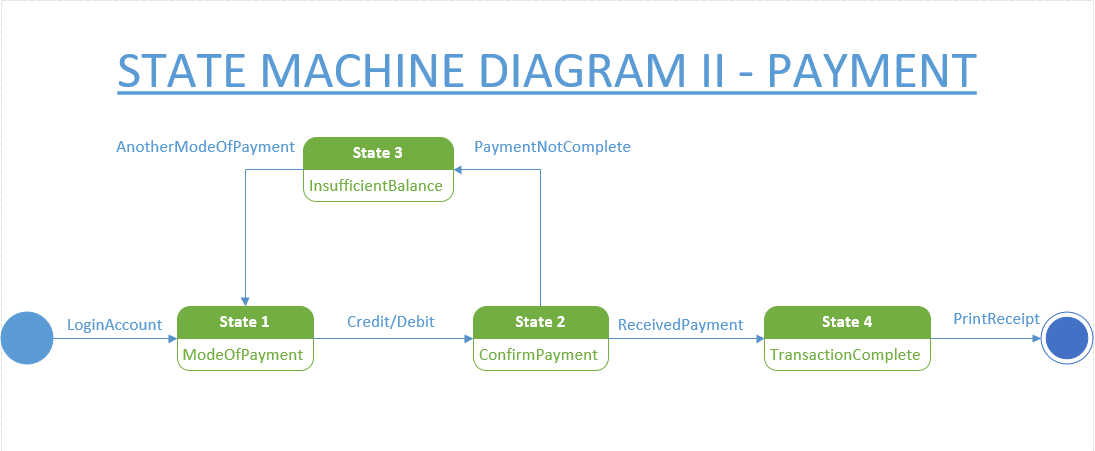 STATE MACHINE DIAGRAM II - PAYMENT
AnotherModeOfPayment
State 3
PaymentNotComplete
InsufficientBalance
LoginAccount
State 1
ModeOfPayment
Credit/Debit
State 2
ConfirmPayment
ReceivedPayment
State 4
TransactionComplete
PrintReceipt